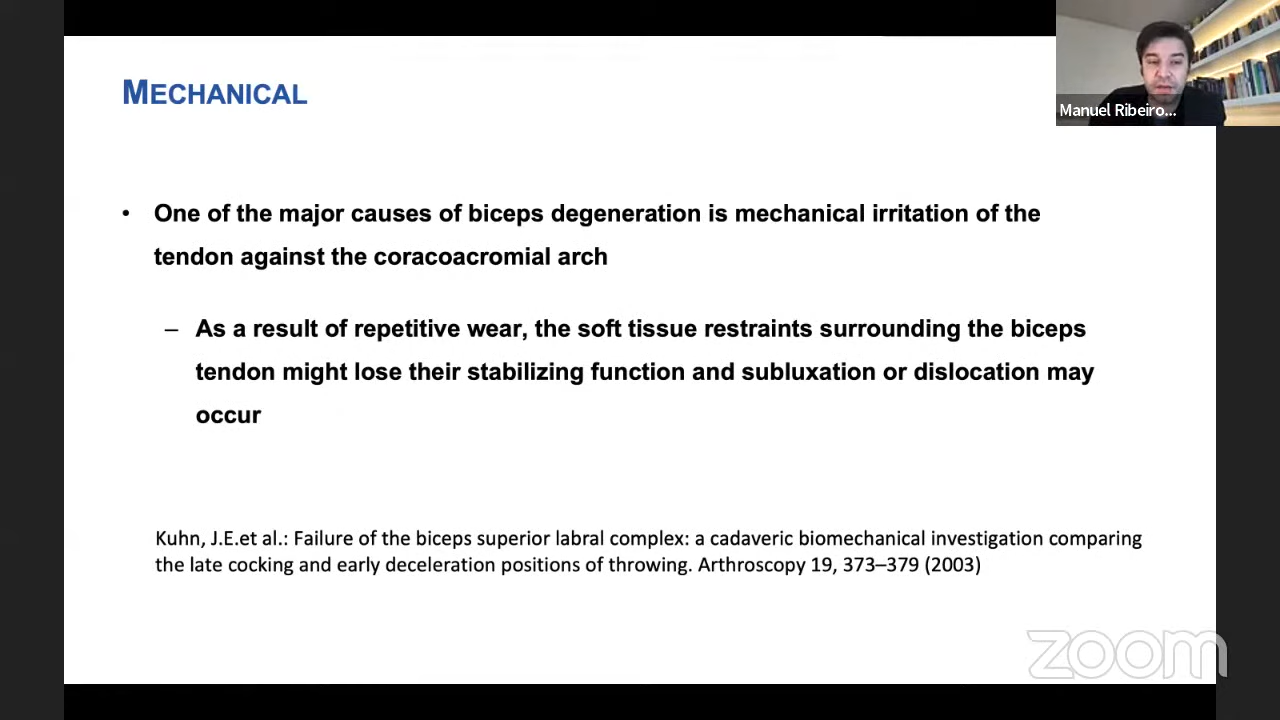 MECHANICAL
Manuel Ribeiro...
• One of the major causes of biceps degeneration is mechanical irritation of the
tendon against the coracoacromial arch
– As a result of repetitive wear, the soft tissue restraints surrounding the biceps
tendon might lose their stabilizing function and subluxation or dislocation may
occur
Kuhn, J.E.et al.: Failure of the biceps superior labral complex: a cadaveric biomechanical investigation comparing
the late cocking and early deceleration positions of throwing. Arthroscopy 19, 373–379 (2003)
zoom